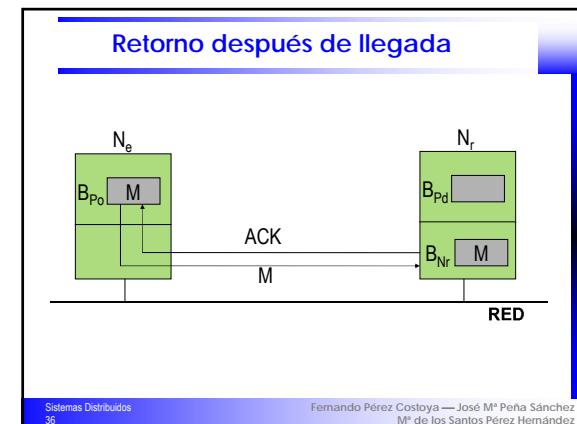 Retorno después de llegada
Ne
Nr
BPo
M
BPd
ACK
M
BNr
M
RED
Sistemas Distribuidos
36
Fernando Pérez Costoya — José Mª Peña Sánchez
Mª de los Santos Pérez Hernández